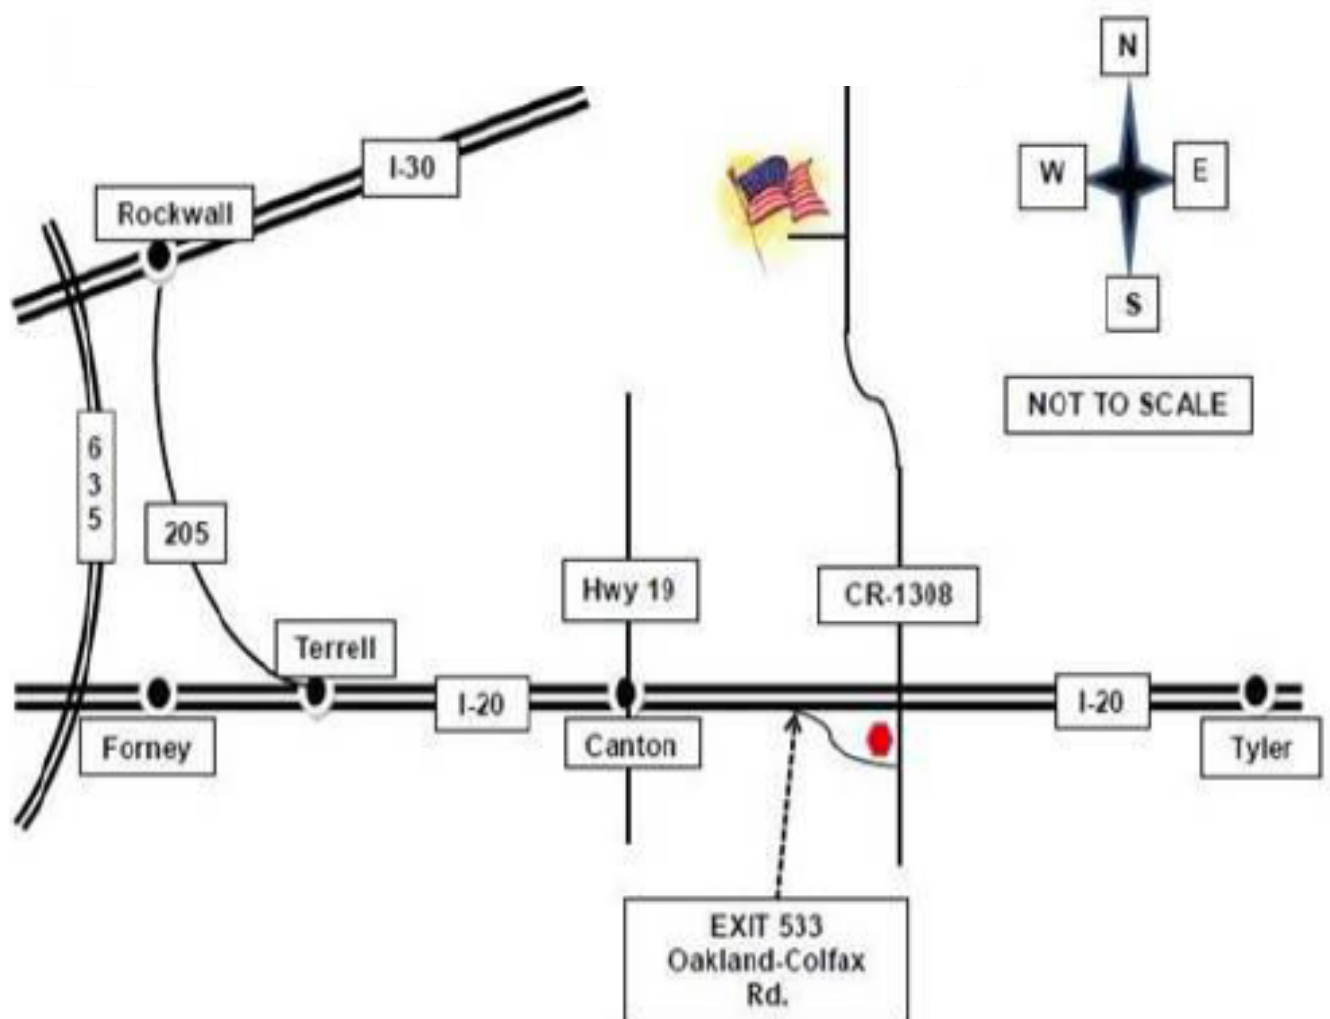 N
I-30
W
E
Rockwall
S
NOT TO SCALE
6
3
5
205
Hwy 19
CR-1308
Terrell
I-20
I-20
Forney
Canton
Tyler
EXIT 533
Oakland-Colfax
Rd.